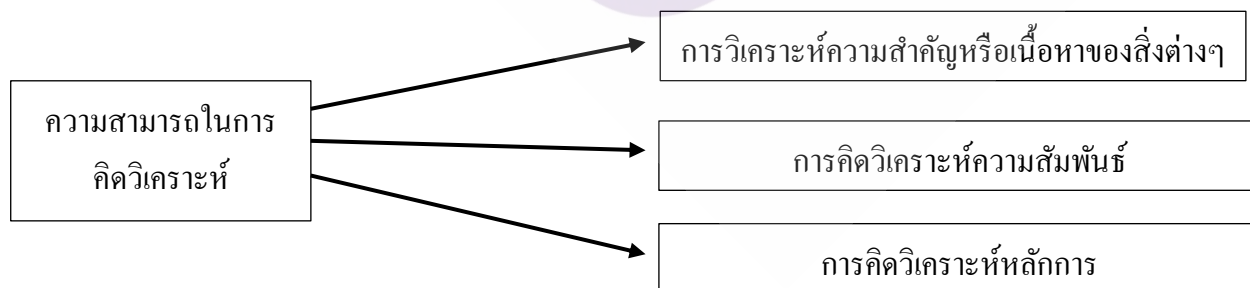 การวิเคราะห์ความสำคัญหรือเนื้อหาของสิ่งต่างๆ
ความสามารถในการ
คิดวิเคราะห์
การคิดวิเคราะห์ความสัมพันธ์
การคิดวิเคราะห์หลักการ